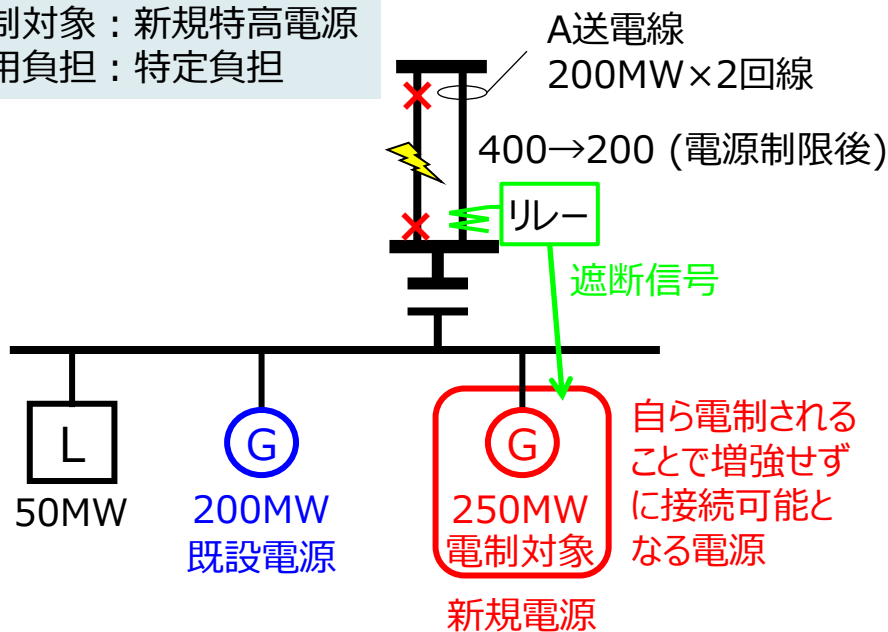 制対象：新規特高電源
用負担：特定負担
A送電線
200MW×2回線
400→200 (電源制限後)
リレー
遮断信号
L
50MW
G
200MW
既設電源
G
250MW
電制対象
新規電源
自ら電制される
ことで増強せず
に接続可能と
なる電源